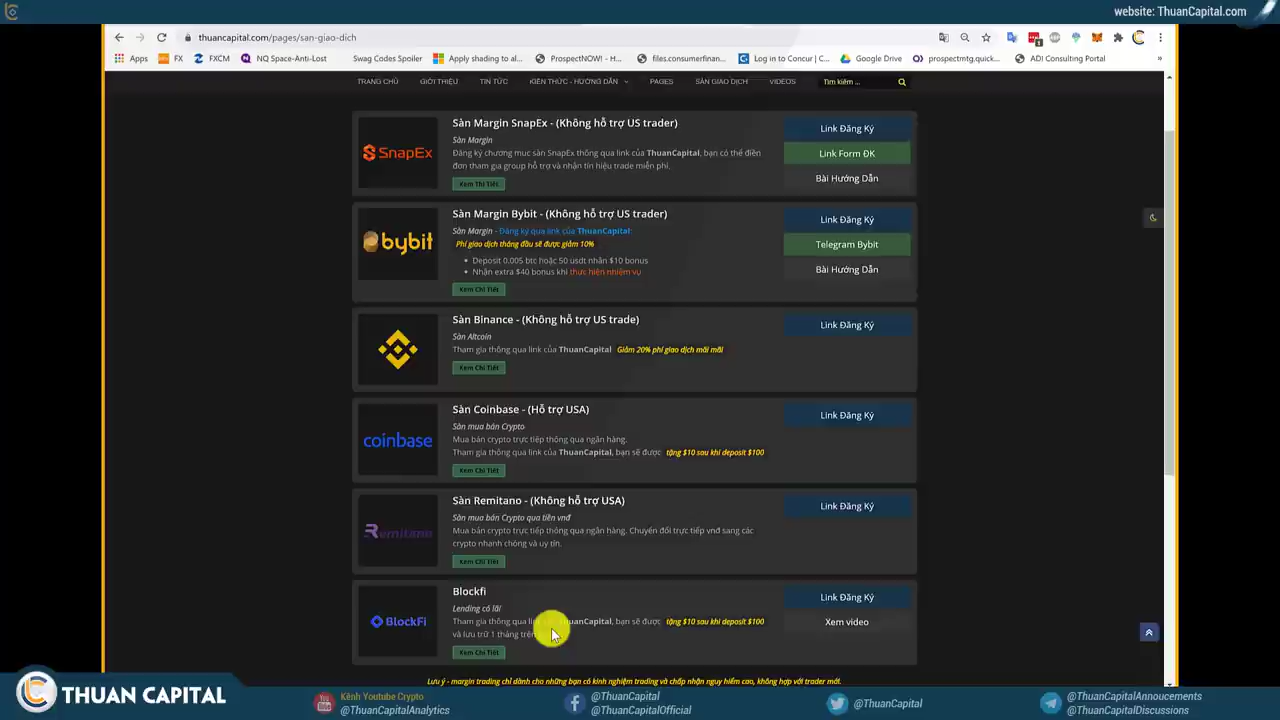 website: ThuanCapital.com
thuancapital.com/pages/san-giao-dich
Apps
FX
FXCM
NQ Space-Anti-Lost
Swag Codes Spoiler
Apply shading to al...
ProspectNOW! - H...
files.consumerfinan...
Log in to Concur (...
Google Drive
prospectmtg.quick...
ADI Consulting Portal
»
TRANG CHỦ
GIỚI THIỆU
TIN TỨC
KIẾN THỨC - HƯỚNG DẪN
PAGES
SÀN GIAO DỊCH
VIDEOS
Tìm kiếm ...
SnapEx
Sàn Margin SnapEx - (Không hỗ trợ US trader)
Sàn Margin
Đăng ký chương mục sàn SnapEx thông qua link của ThuanCapital, bạn có thể điền
đơn tham gia group hỗ trợ và nhận tín hiệu trade miễn phí.
Xem Thi Tiết
Link Đăng Ký
Link Form ĐK
Bài Hướng Dẫn
bybit
Sàn Margin Bybit - (Không hỗ trợ US trader)
Sàn Margin - Đăng ký qua link của ThuanCapital:
Phí giao dịch tháng đầu sẽ được giảm 10%
• Deposit 0.005 btc hoặc 50 usdt nhận $10 bonus
• Nhận extra $40 bonus khi thực hiện nhiệm vụ
Xem Chi Tiết
Link Đăng Ký
Telegram Bybit
Bài Hướng Dẫn
Sàn Binance - (Không hỗ trợ US trade)
Sàn Altcoin
Tham gia thông qua link của ThuanCapital Giảm 20% phí giao dịch mãi mãi
Xem Chi Tiết
Link Đăng Ký
coinbase
Sàn Coinbase - (Hỗ trợ USA)
Sàn mua bán Crypto
Mua bán crypto trực tiếp thông qua ngân hàng.
Tham gia thông qua link của ThuanCapital, bạn sẽ được tặng $10 sau khi deposit $100
Xem Chi Tiết
Link Đăng Ký
Remitano
Sàn Remitano - (Không hỗ trợ USA)
Sàn mua bán Crypto qua tiền vnđ
Mua bán crypto trực tiếp thông qua ngân hàng. Chuyển đổi trực tiếp vnđ sang các
crypto nhanh chóng và uy tín.
Xem Chi Tiết
Link Đăng Ký
BlockFi
Blockfi
Lending có lãi
Tham gia thông qua ThuanCapital, bạn sẽ được tặng $10 sau khi deposit $100
và lưu trữ 1 tháng trên
Xem Chi Tiết
Link Đăng Ký
Xem video
Lưu ý - margin trading chỉ dành cho những bạn có kinh nghiệm trading và chấp nhận nguy hiểm cao, không hợp với trader mới.
THUAN CAPITAL
Kênh Youtube Crypto
@ThuanCapitalAnalytics
@ThuanCapital
@ThuanCapitalOfficial
@ThuanCapital
@ThuanCapitalAnnoucements
@ThuanCapitalDiscussions